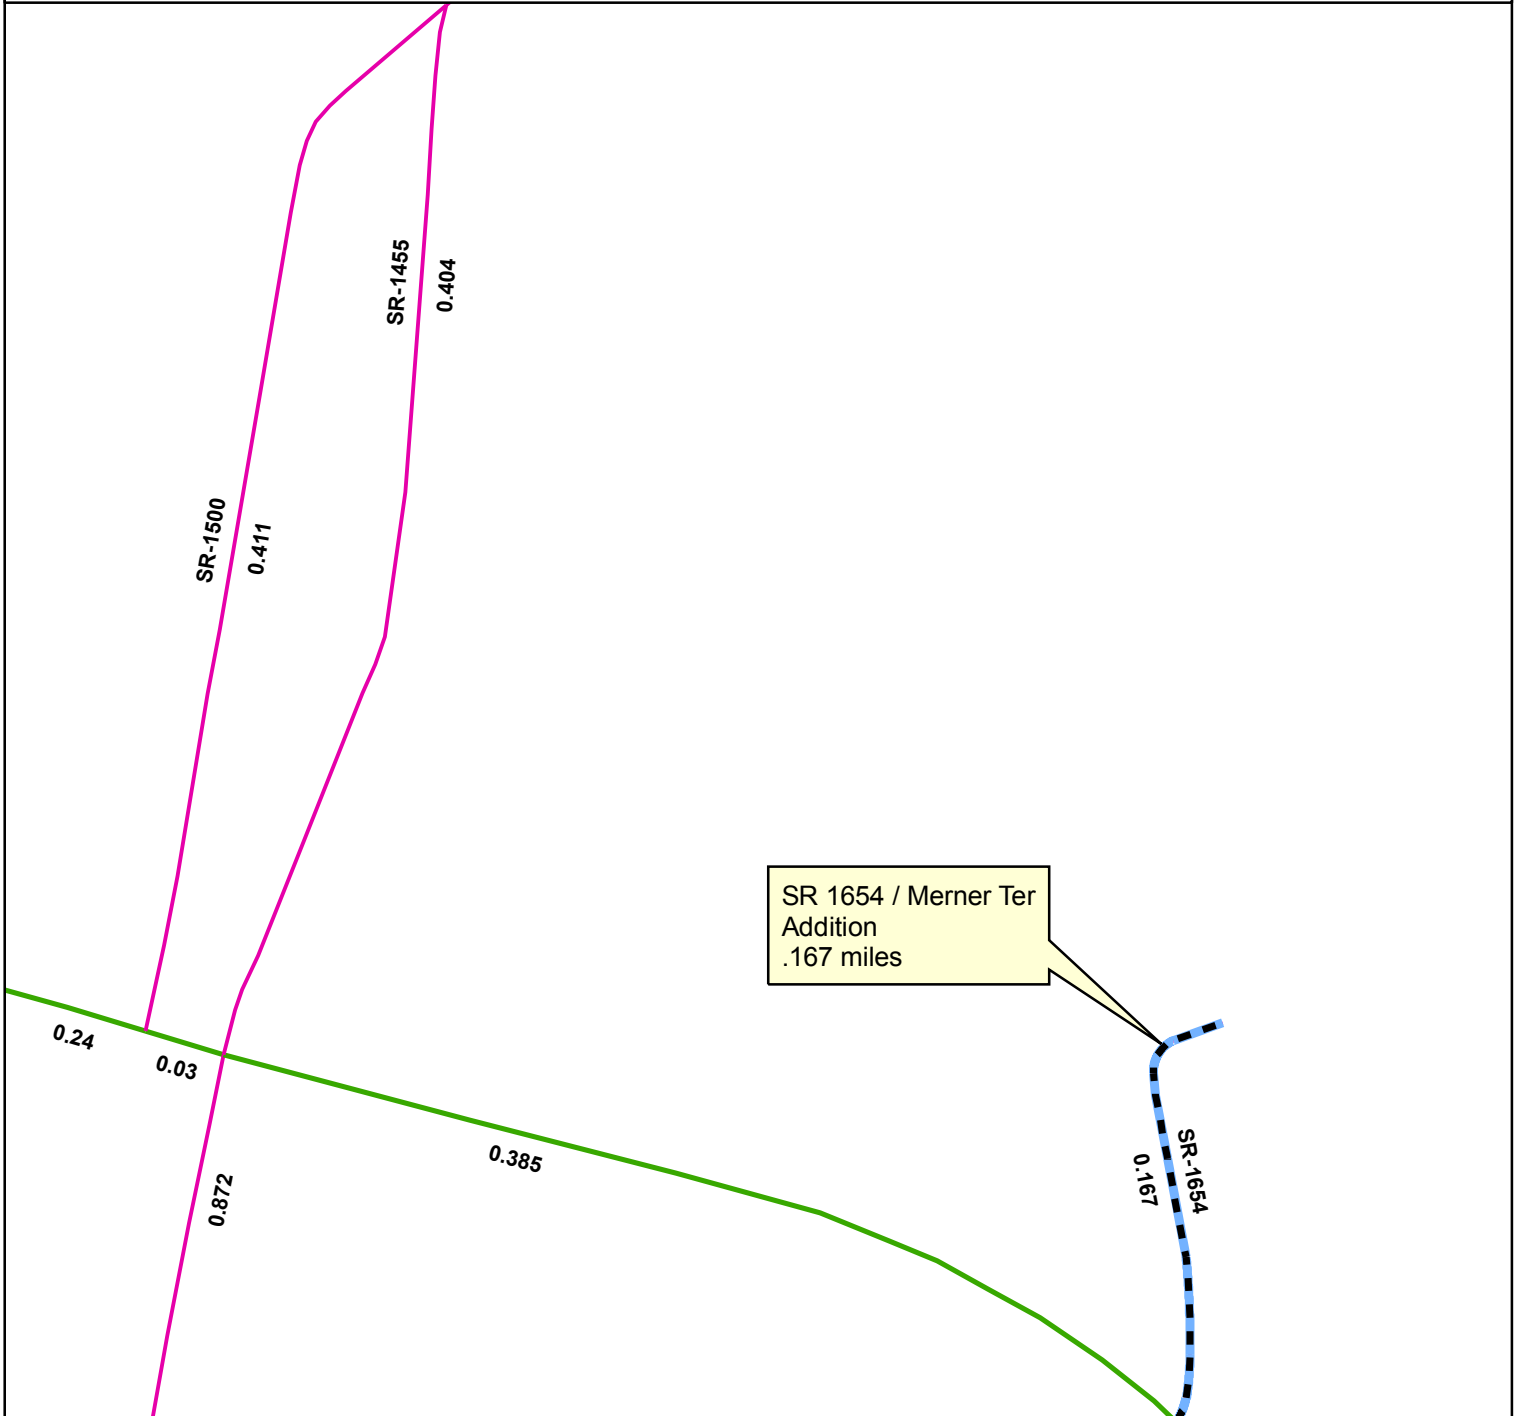 SR-1455
0.404
SR-1500
0.411
SR 1654 / Merner Ter
Addition
.167 miles
0.24
0.03
0.385
0.872
SR-1654
0.167